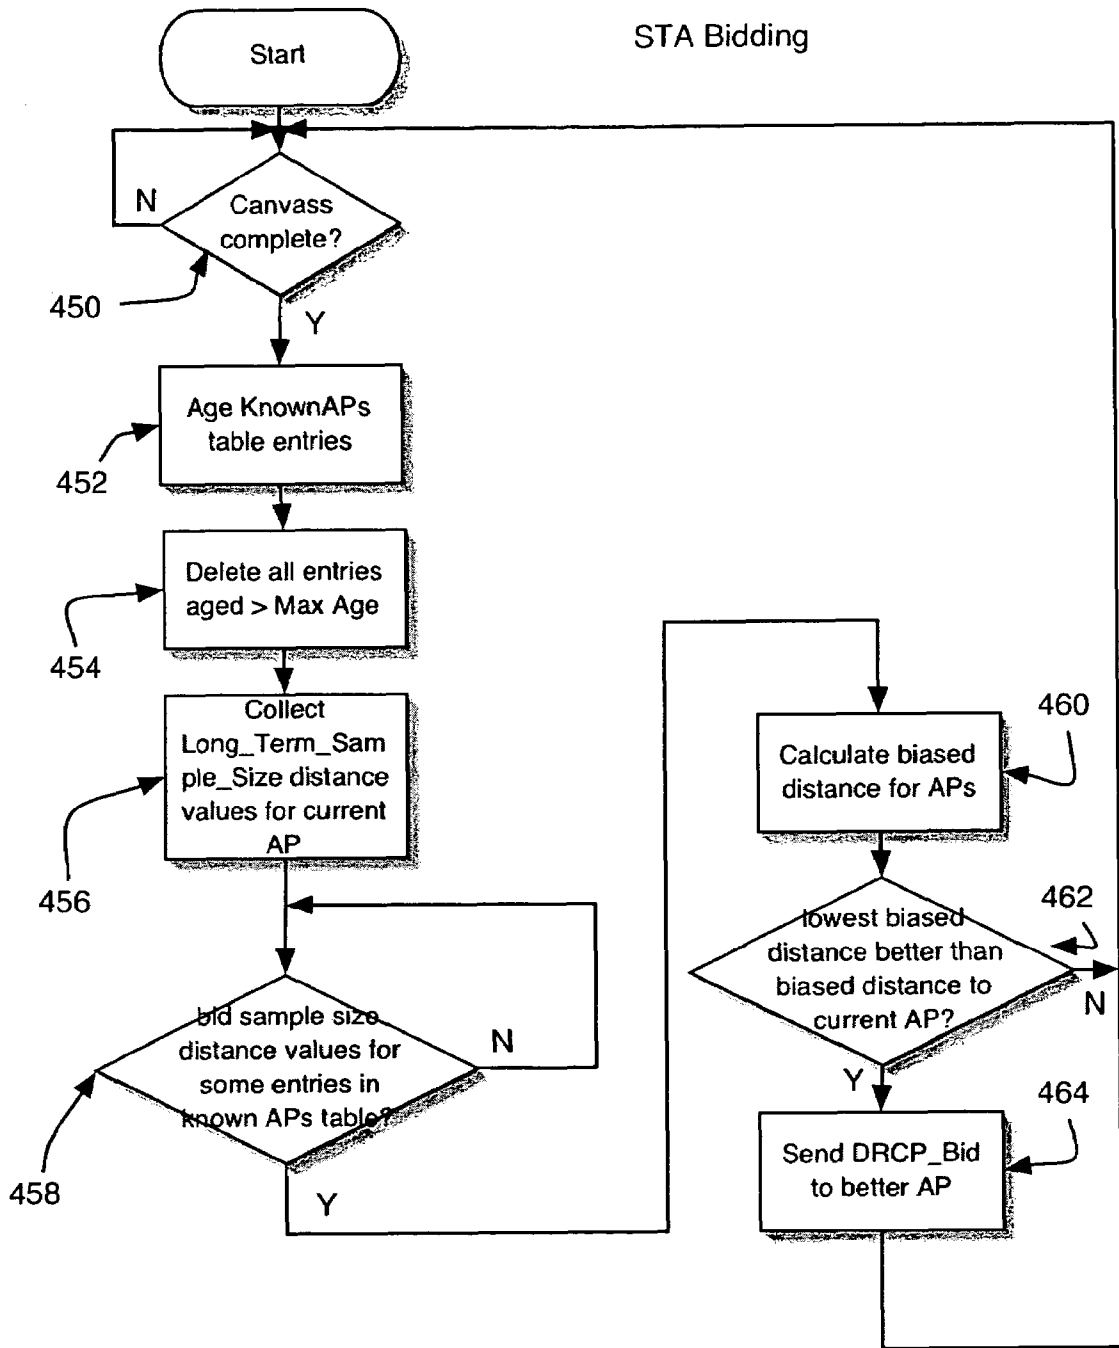 Start
STA Bidding
N
Canvass
complete?
450
Y
Age KnownAPs
table entries
452
Delete all entries
aged > Max Age
454
Collect
Long_Term_Sam
ple_Size distance
values for current
AP
456
bid sample size
distance values for
some entries in
known APs table?
N
458
Y
460
Calculate biased
distance for APs
462
lowest biased
distance better than
biased distance to
current AP?
N
Y
464
Send DRCP_Bid
to better AP